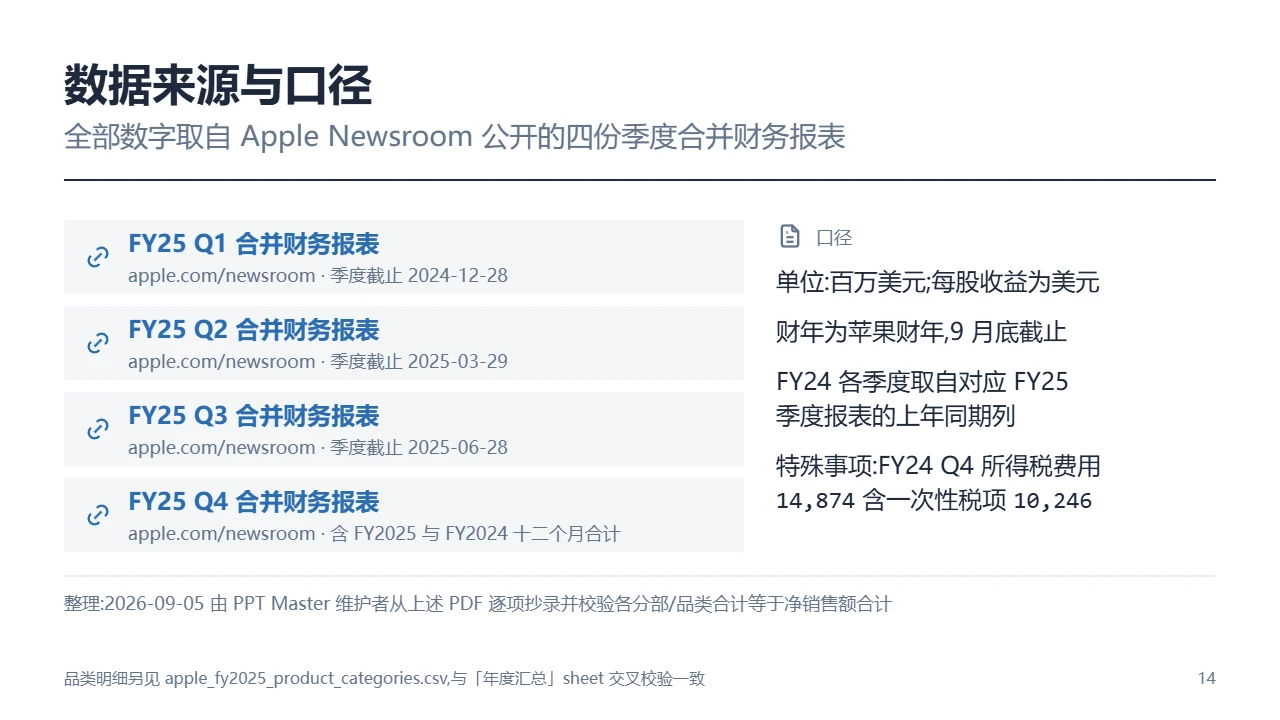 数据来源与口径
全部数字取自 Apple Newsroom 公开的四份季度合并财务报表
FY25 Q1 合并财务报表
apple.com/newsroom · 季度截止 2024-12-28
FY25 Q2 合并财务报表
apple.com/newsroom · 季度截止 2025-03-29
FY25 Q3 合并财务报表
apple.com/newsroom · 季度截止 2025-06-28
FY25 Q4 合并财务报表
apple.com/newsroom · 含 FY2025 与 FY2024 十二个月合计
口径
单位:百万美元;每股收益为美元
财年为苹果财年,9 月底截止
FY24 各季度取自对应 FY25
季度报表的上年同期列
特殊事项:FY24 Q4 所得税费用
14,874 含一次性税项 10,246
整理:2026-09-05 由 PPT Master 维护者从上述 PDF 逐项抄录并校验各分部/品类合计等于净销售额合计
品类明细另见 apple_fy2025_product_categories.csv,与「年度汇总」sheet 交叉校验一致
14